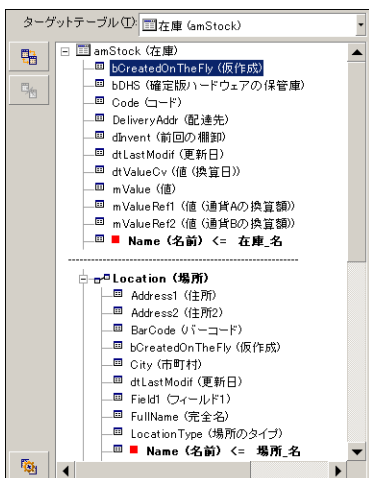 ターゲットテーブル(T): 在庫 (amStock)
amStock (在庫)
bCreatedOnTheFly (仮作成)
bDHS (確定版ハードウェアの保管庫)
Code (コード)
DeliveryAddr (配達先)
dInvent (前回の棚卸)
dtLastModif (更新日)
dtValueCv (値 (換算日))
mValue (値)
mValueRef1 (値 (通貨Aの換算額))
mValueRef2 (値 (通貨Bの換算額))
Name (名前) <= 在庫_名
Location (場所)
Address1 (住所)
Address2 (住所2)
BarCode (バーコード)
bCreatedOnTheFly (仮作成)
City (市町村)
dtLastModif (更新日)
Field1 (フィールド1)
FullName (完全名)
LocationType (場所のタイプ)
Name (名前) <= 場所_名